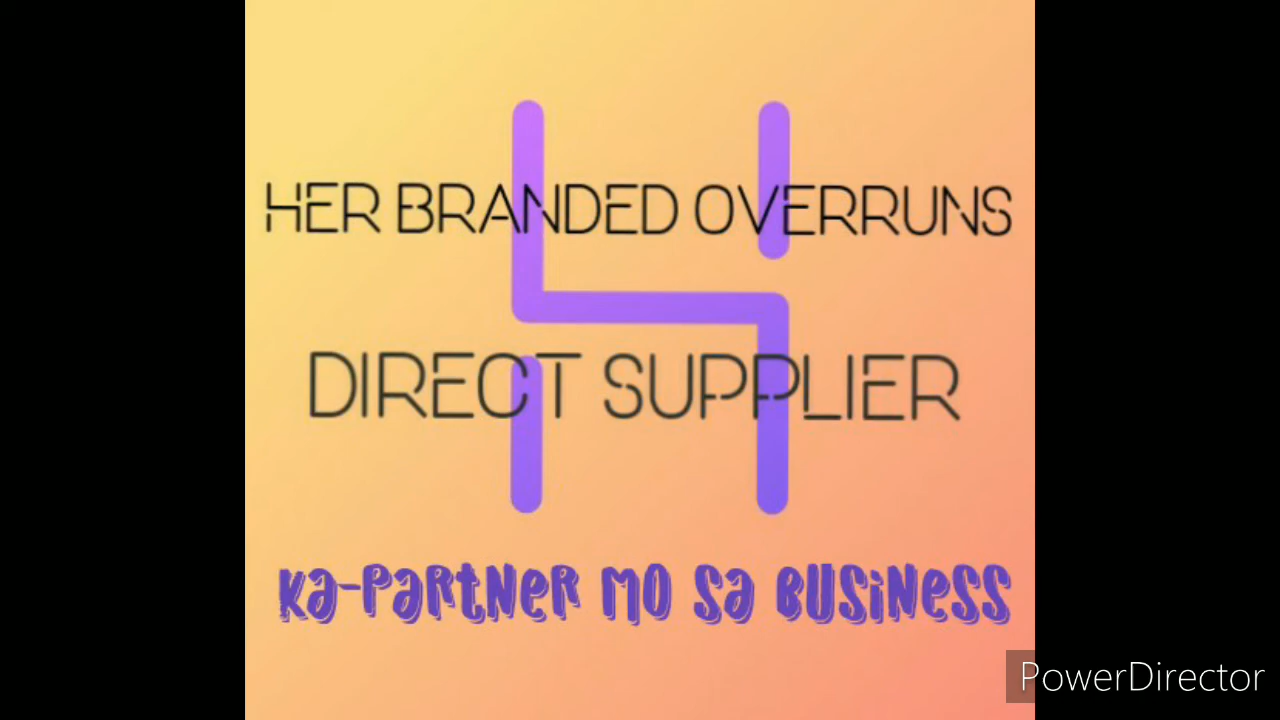 HER BRANDED OVERRUNS
DIRECT SUPPLIER
Ka-Partner Mo Sa Business
PowerDirector